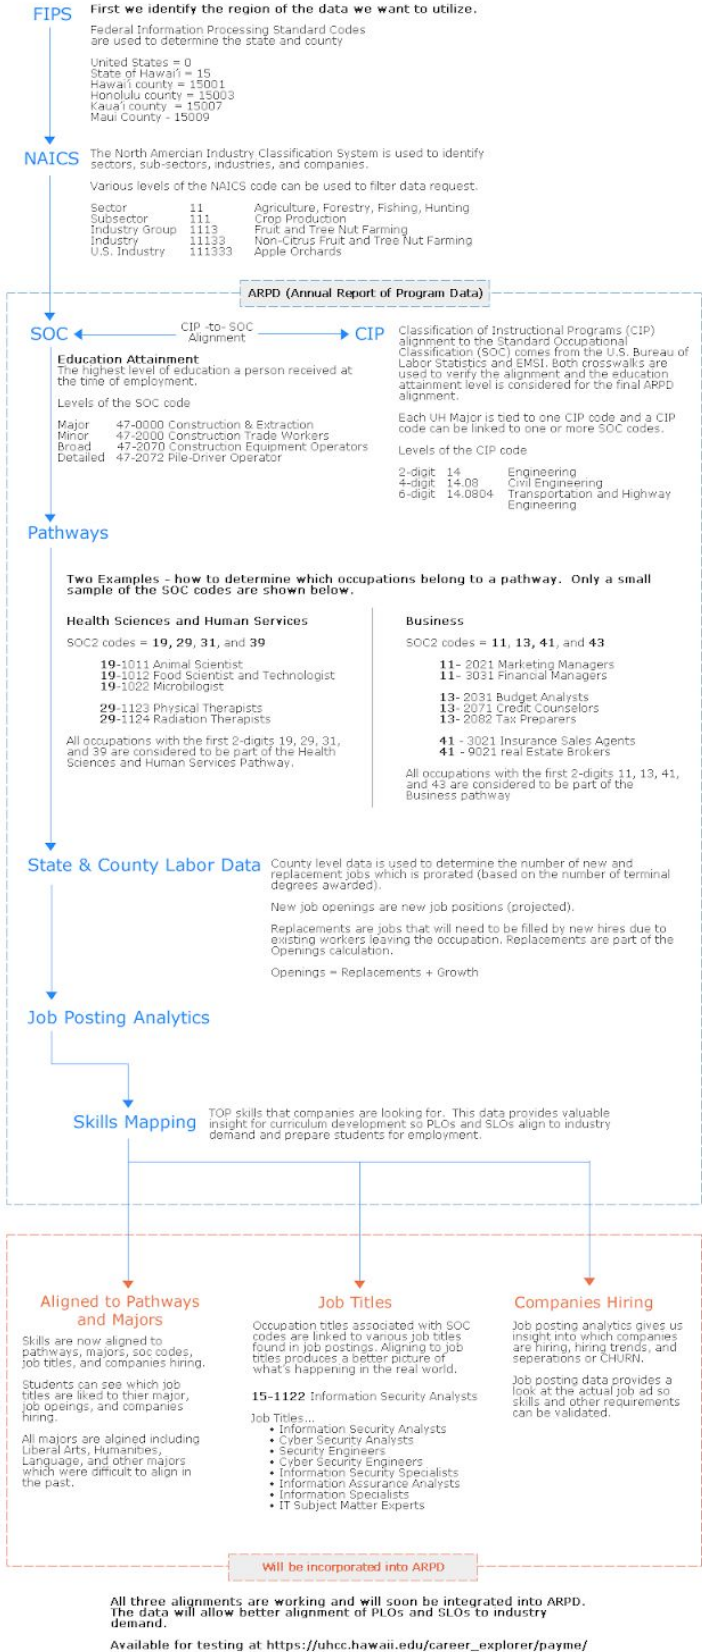 FIPS
First we identify the region of the data we want to utilize.
Federal Information Processing Standard Codes
are used to determine the state and county
United States = 0
State of Hawai'i = 15
Hawai'i county = 15001
Honolulu county = 15003
Kaua'i county = 15007
Maui County - 15009
NAICS
The North Amercian Industry Classification System is used to identify
sectors, sub-sectors, industries, and companies.
Various levels of the NAICS code can be used to filter data request.
Sector 11 Agriculture, Forestry, Fishing, Hunting
Subsector 111 Crop Production
Industry Group 1113 Fruit and Tree Nut Farming
Industry 11133 Non-Citrus Fruit and Tree Nut Farming
U.S. Industry 111333 Apple Orchards
ARPD (Annual Report of Program Data)
SOC
CIP -to- SOC
Alignment
CIP
Education Attainment
The highest level of education a person received at
the time of employment.
Levels of the SOC code
Major 47-0000 Construction & Extraction
Minor 47-2000 Construction Trade Workers
Broad 47-2070 Construction Equipment Operators
Detailed 47-2072 Pile-Driver Operator
Classification of Instructional Programs (CIP)
alignment to the Standard Occupational
Classification (SOC) comes from the U.S. Bureau of
Labor Statistics and EMSI. Both crosswalks are
used to verify the alignment and the education
attainment level is considered for the final ARPD
alignment.
Each UH Major is tied to one CIP code and a CIP
code can be linked to one or more SOC codes.
Levels of the CIP code
2-digit 14 Engineering
4-digit 14.08 Civil Engineering
6-digit 14.0804 Transportation and Highway
Engineering
Pathways
Two Examples - how to determine which occupations belong to a pathway. Only a small
sample of the SOC codes are shown below.
Health Sciences and Human Services
SOC2 codes = 19, 29, 31, and 39
19-1011 Animal Scientist
19-1012 Food Scientist and Technologist
19-1022 Microbilogist
29-1123 Physical Therapists
29-1124 Radiation Therapists
All occupations with the first 2-digits 19, 29, 31,
and 39 are considered to be part of the Health
Sciences and Human Services Pathway.
Business
SOC2 codes = 11, 13, 41, and 43
11- 2021 Marketing Managers
11- 3031 Financial Managers
13- 2031 Budget Analysts
13- 2071 Credit Counselors
13- 2082 Tax Preparers
41 - 3021 Insurance Sales Agents
41 - 9021 real Estate Brokers
All occupations with the first 2-digits 11, 13, 41,
and 43 are considered to be part of the
Business pathway
State & County Labor Data
County level data is used to determine the number of new and
replacement jobs which is prorated (based on the number of terminal
degrees awarded).
New job openings are new job positions (projected).
Replacements are jobs that will need to be filled by new hires due to
existing workers leaving the occupation. Replacements are part of the
Openings calculation.
Openings = Replacements + Growth
Job Posting Analytics
Skills Mapping
TOP skills that companies are looking for. This data provides valuable
insight for curriculum development so PLOs and SLOs align to industry
demand and prepare students for employment.
Aligned to Pathways
and Majors
Skills are now aligned to
pathways, majors, soc codes,
job titles, and companies hiring.
Students can see which job
titles are liked to thier major,
job opeings, and companies
hiring.
All majors are algined including
Liberal Arts, Humanities,
Language, and other majors
which were difficult to align in
the past.
Job Titles
Occupation titles associated with SOC
codes are linked to various job titles
found in job postings. Aligning to job
titles produces a better picture of
what's happening in the real world.
15-1122 Information Security Analysts
Job Titles...
• Information Security Analysts
• Cyber Security Analysts
• Security Engineers
• Cyber Security Engineers
• Information Security Specialists
• Information Assurance Analysts
• Information Specialists
• IT Subject Matter Experts
Companies Hiring
Job posting analytics gives us
insight into which companies
are hiring, hiring trends, and
seperations or CHURN.
Job posting data provides a
look at the actual job ad so
skills and other requirements
can be validated.
Will be incorporated into ARPD
All three alignments are working and will soon be integrated into ARPD.
The data will allow better alignment of PLOs and SLOs to industry
demand.
Available for testing at https://uhcc.hawaii.edu/career_explorer/payme/